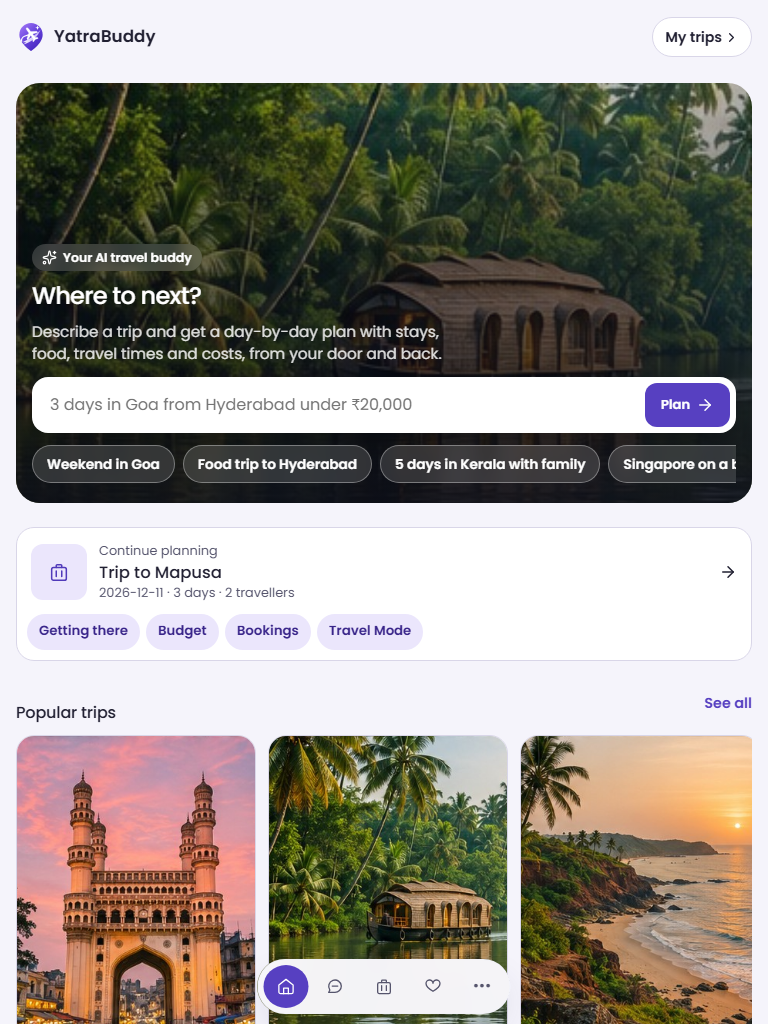 YatraBuddy
My trips
Your AI travel buddy
Where to next?
Describe a trip and get a day-by-day plan with stays,
food, travel times and costs, from your door and back.
3 days in Goa from Hyderabad under ₹20,000
Plan
Weekend in Goa
Food trip to Hyderabad
5 days in Kerala with family
Singapore on a
Continue planning
Trip to Mapusa
2026-12-11 · 3 days · 2 travellers
Getting there
Budget
Bookings
Travel Mode
Popular trips
See all